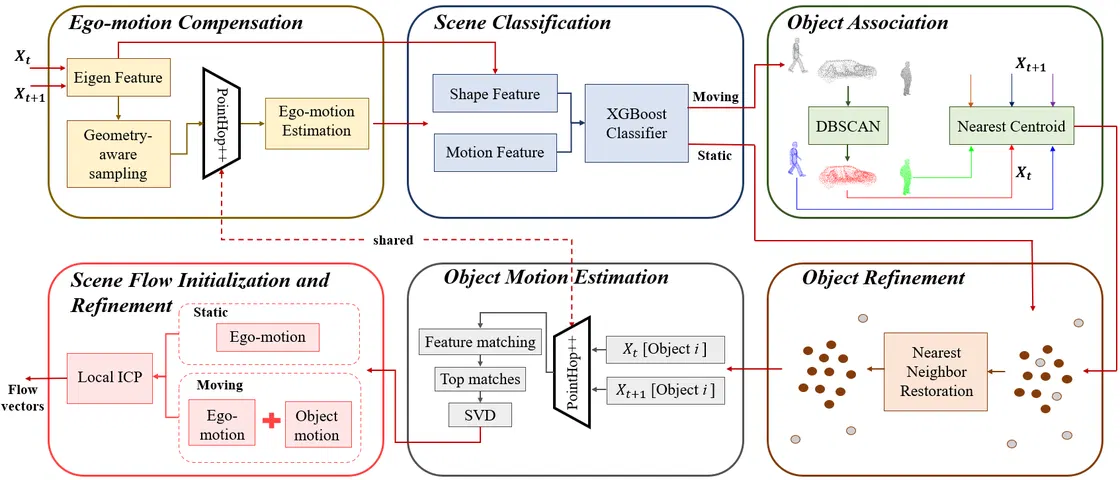 Ego-motion Compensation
X_t
X_{t+1}
Eigen Feature
Geometry-
aware
sampling
PointHop++
Ego-motion
Estimation
Scene Classification
Shape Feature
Motion Feature
XGBoost
Classifier
Moving
Static
Object Association
DBSCAN
X_{t+1}
Nearest Centroid
X_t
shared
Scene Flow Initialization and
Refinement
Static
Ego-motion
Local ICP
Flow
vectors
Moving
Ego-
motion
+
Object
motion
Object Motion Estimation
Feature matching
Top matches
SVD
PointHop++
X_t [Object i]
X_{t+1} [Object i]
Object Refinement
Nearest
Neighbor
Restoration